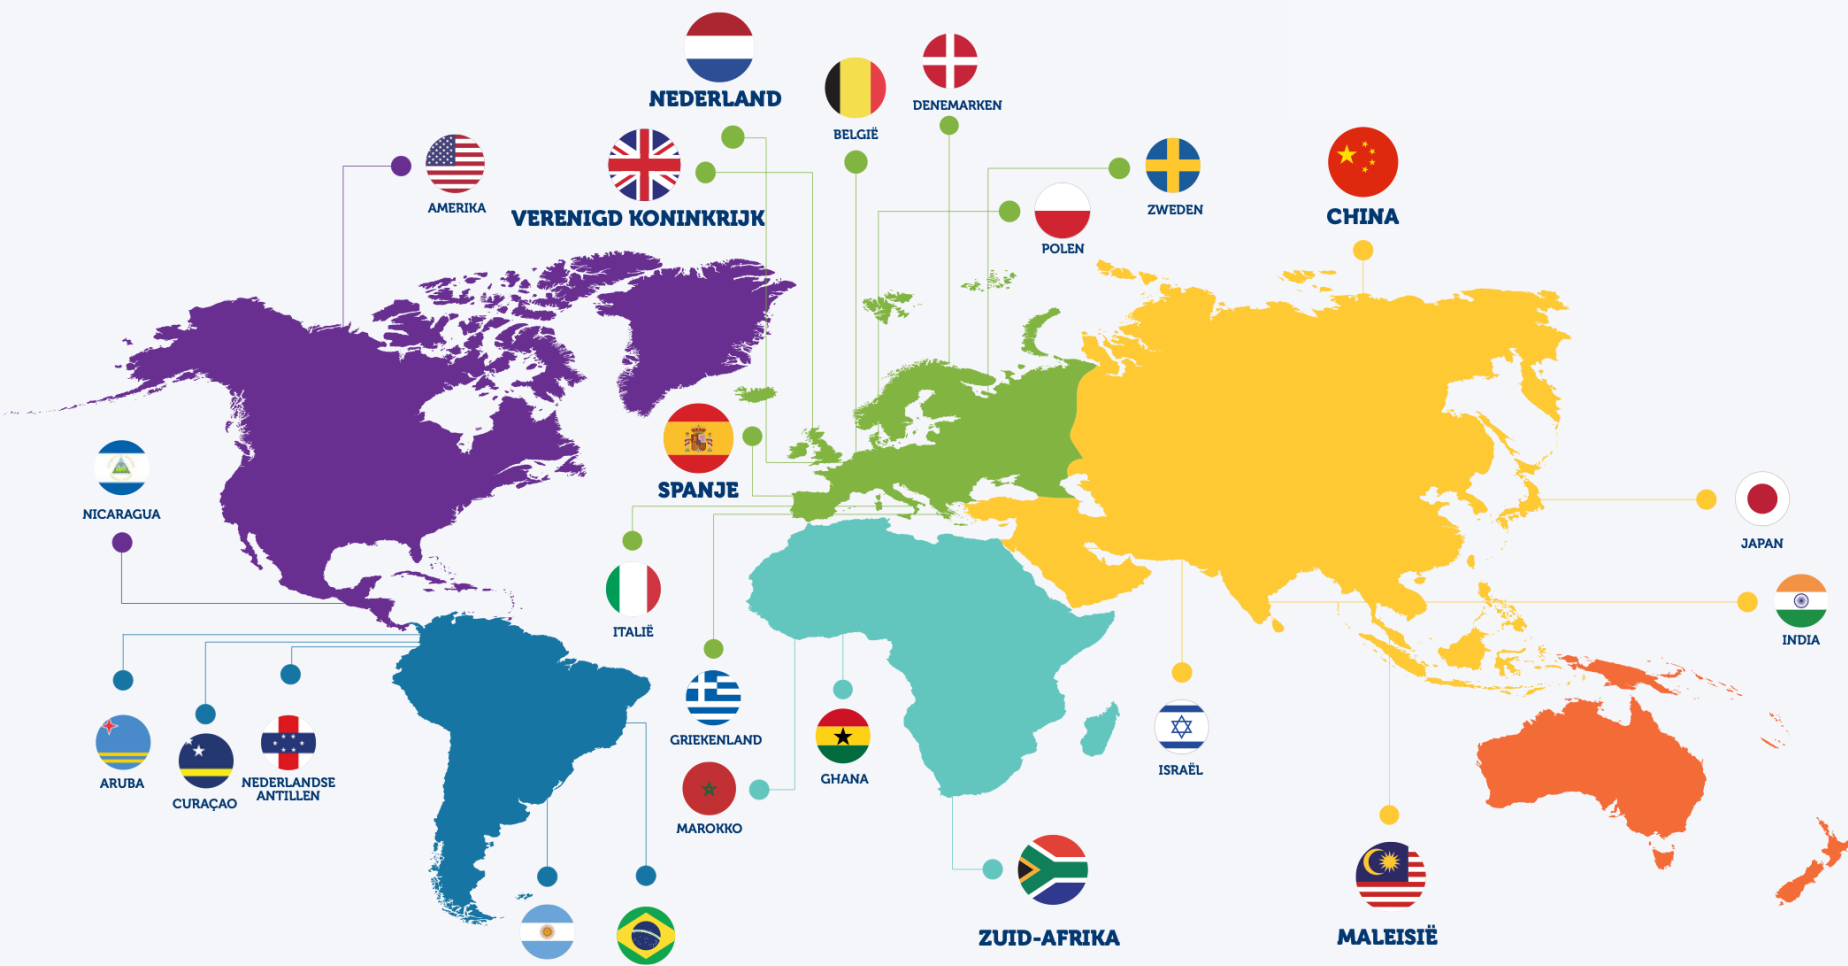 NEDERLAND
BELGIË
DENEMARKEN
AMERIKA
VERENIGD KONINKRIJK
POLEN
ZWEDEN
CHINA
NICARAGUA
SPANJE
JAPAN
ITALIË
INDIA
ARUBA
CURAÇAO
NEDERLANDSE
ANTILLEN
GRIEKENLAND
MAROKKO
GHANA
ISRAËL
ZUID-AFRIKA
MALEISIË